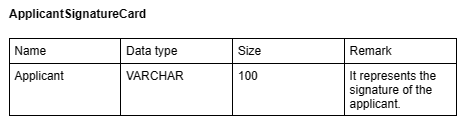 ApplicantSignatureCard
Name Data type Size Remark
Applicant VARCHAR 100 It represents the
signature of the
applicant.